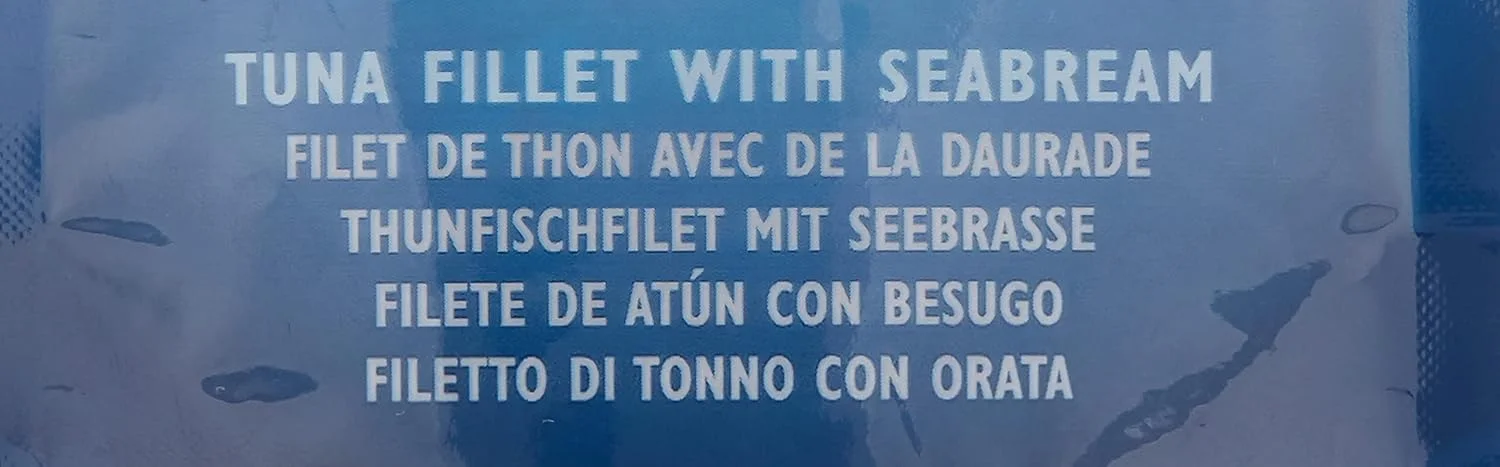 TUNA FILLET WITH SEABREAM
FILET DE THON AVEC DE LA DAURADE
THUNFISCHFILET MIT SEEBRASSE
FILETE DE ATÚN CON BESUGO
FILETTO DI TONNO CON ORATA